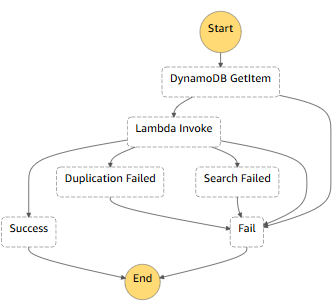 Start
DynamoDB GetItem
Lambda Invoke
Duplication Failed
Search Failed
Success
Fail
End